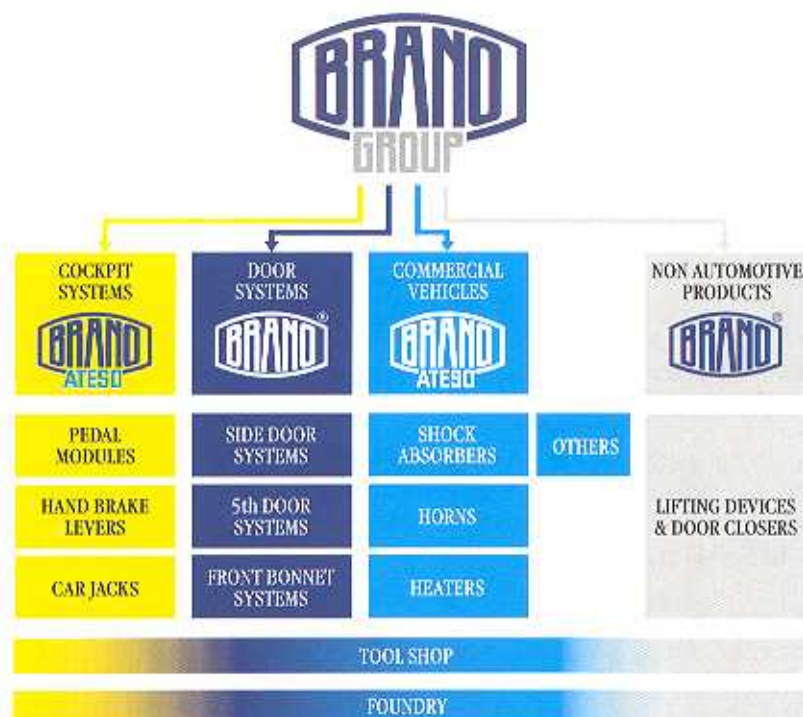 BRANO
GROUP
COCKPIT
SYSTEMS
BRANO
ATESO
DOOR
SYSTEMS
BRANO®
COMMERCIAL
VEHICLES
BRANO
ATESO
NON AUTOMOTIVE
PRODUCTS
BRANO®
PEDAL
MODULES
SIDE DOOR
SYSTEMS
SHOCK
ABSORBERS
OTHERS
HAND BRAKE
LEVERS
5th DOOR
SYSTEMS
HORNS
LIFTING DEVICES
& DOOR CLOSERS
CAR JACKS
FRONT BONNET
SYSTEMS
HEATERS
TOOL SHOP
FOUNDRY